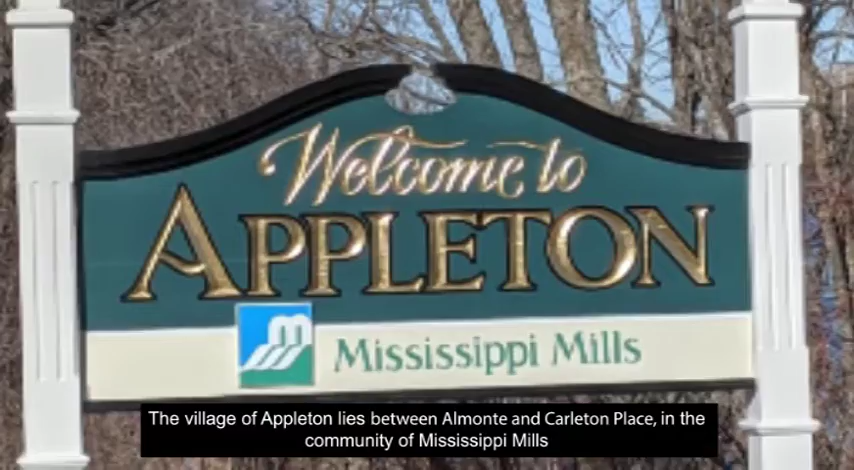 Welcome to
APPLETON
Mississippi Mills
The village of Appleton lies between Almonte and Carleton Place, in the
community of Mississippi Mills